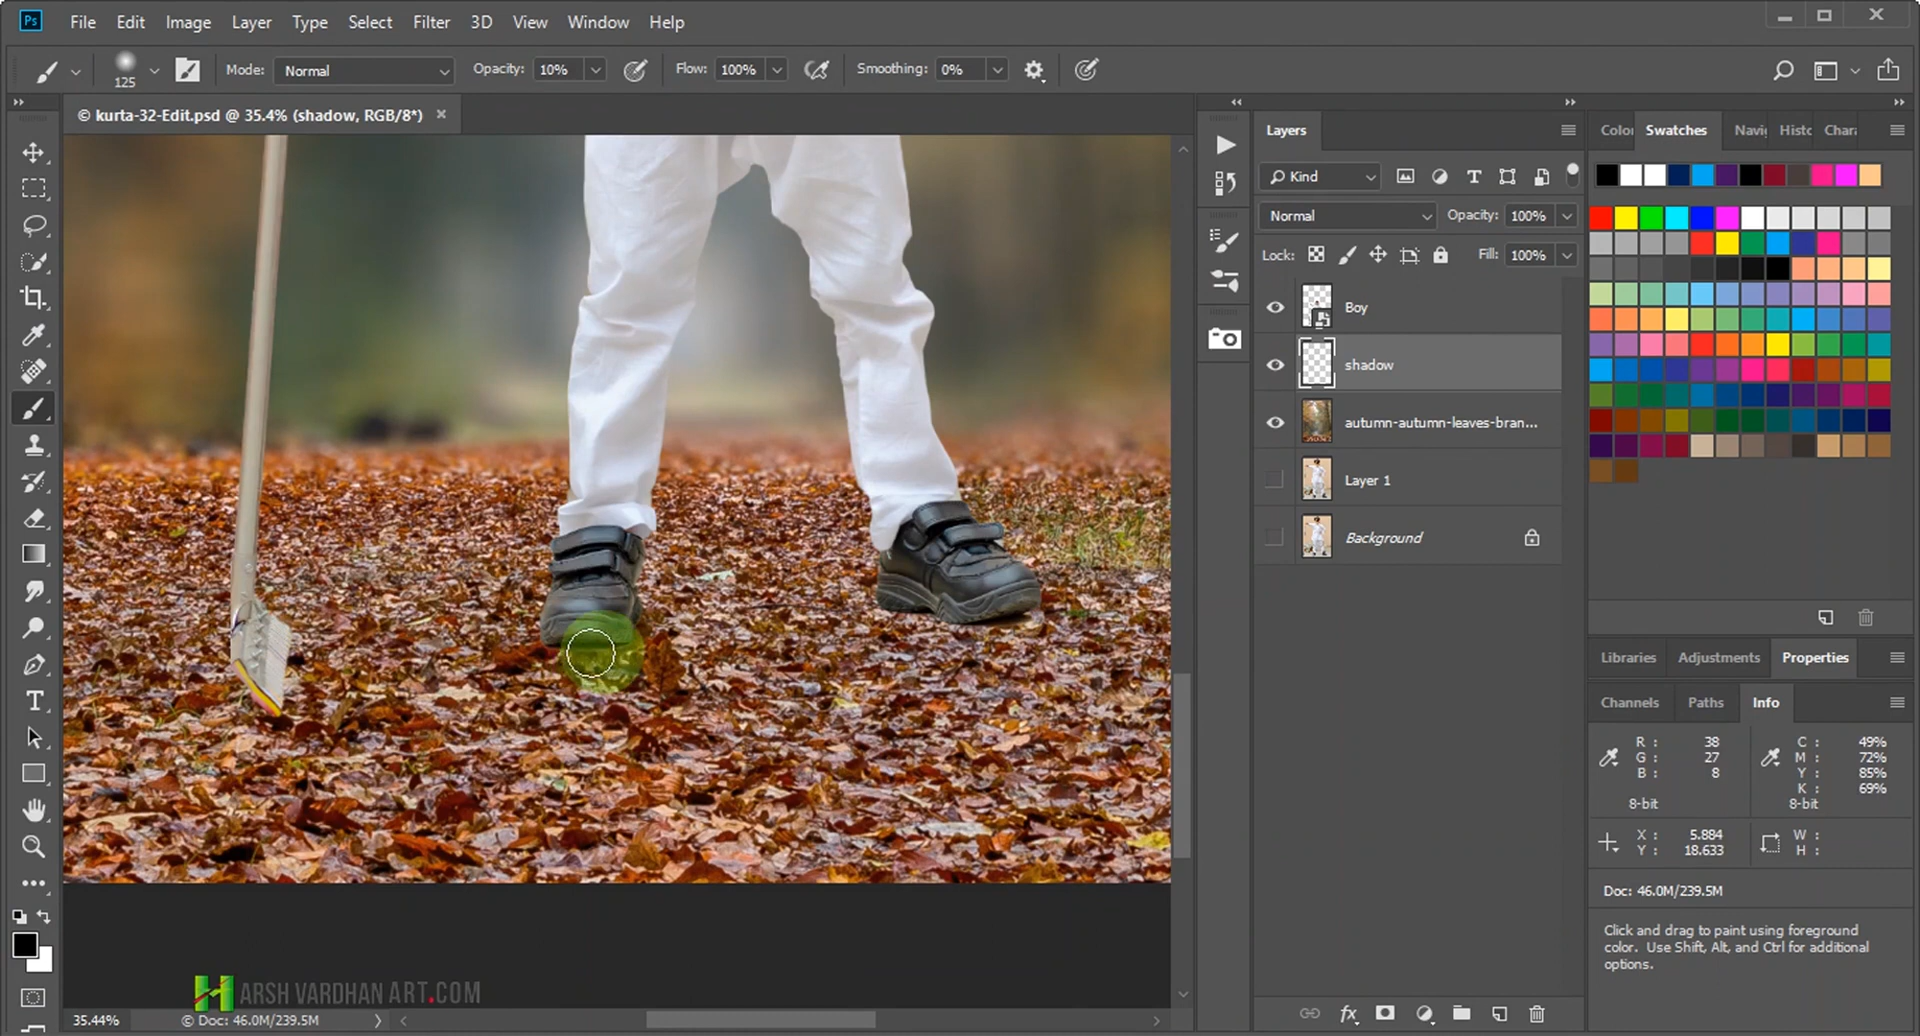 Ps File Edit Image Layer Type Select Filter 3D View Window Help
125 Mode: Normal Opacity: 10% Flow: 100% Smoothing: 0%
© kurta-32-Edit.psd @ 35.4% (shadow, RGB/8*) ×
Layers
Kind
Normal Opacity: 100%
Lock: Fill: 100%
Boy
shadow
autumn-autumn-leaves-bran...
Layer 1
Background
Color Swatches Navi Histo Chara
Libraries Adjustments Properties
Channels Paths Info
R : 38 C : 49%
G : 27 M : 72%
B : 8 Y : 85%
K : 69%
8-bit 8-bit
X : 5.884 W :
Y : 18.633 H :
Doc: 46.0M/239.5M
Click and drag to paint using foreground
color. Use Shift, Alt, and Ctrl for additional
options.
HARSH VARDHAN ART.COM
35.44% © Doc: 46.0M/239.5M
fx